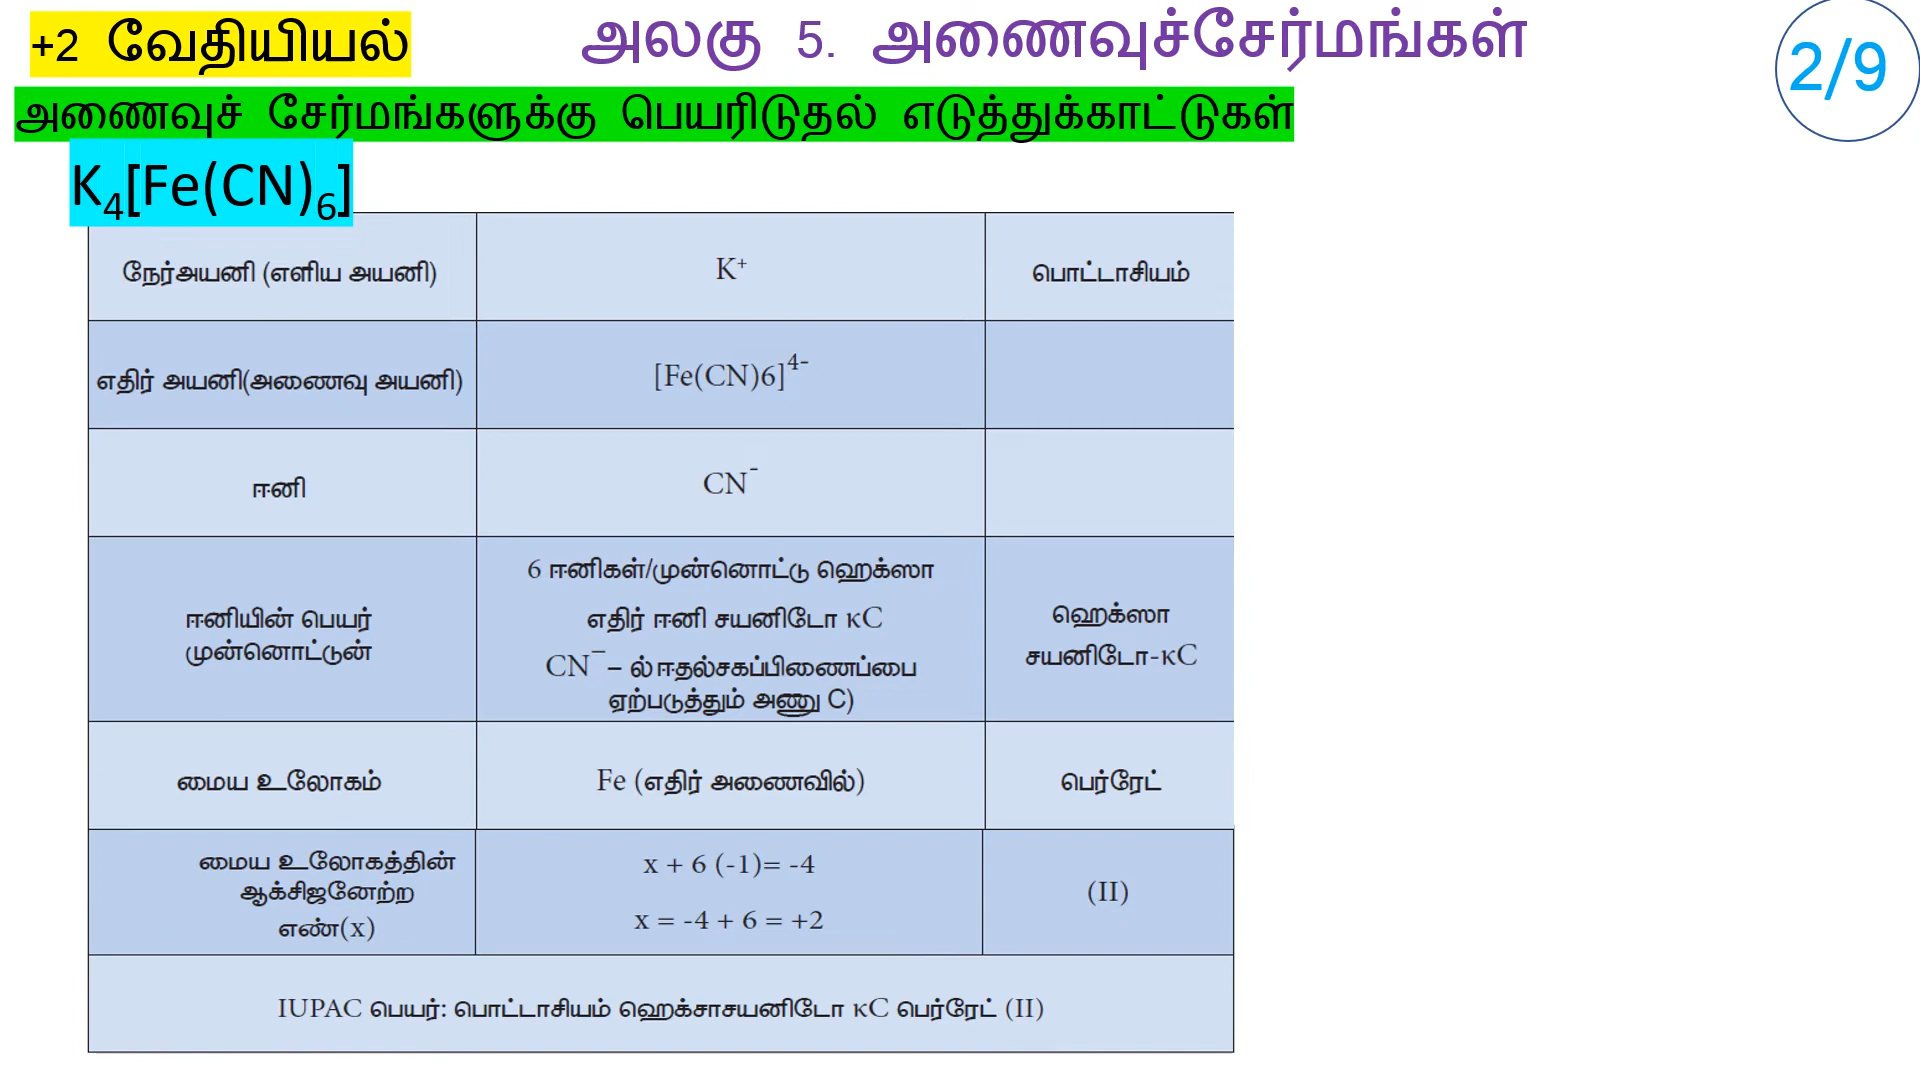 +2 வேதியியல்
அலகு 5. அணைவுச்சேர்மங்கள்
2/9
அணைவுச் சேர்மங்களுக்கு பெயரிடுதல் எடுத்துக்காட்டுகள்
K₄[Fe(CN)₆]
நேர்அயனி (எளிய அயனி)
K⁺
பொட்டாசியம்
எதிர் அயனி(அணைவு அயனி)
[Fe(CN)6]⁴⁻
ஈனி
CN⁻
ஈனியின் பெயர்
முன்னொட்டுன்
6 ஈனிகள்/முன்னொட்டு ஹெக்ஸா
எதிர் ஈனி சயனிடோ κC
CN⁻– ல் ஈதல்சகப்பிணைப்பை
ஏற்படுத்தும் அணு C)
ஹெக்ஸா
சயனிடோ-κC
மைய உலோகம்
Fe (எதிர் அணைவில்)
பெர்ரேட்
மைய உலோகத்தின்
ஆக்சிஜனேற்ற
எண்(x)
x + 6 (-1)= -4
x = -4 + 6 = +2
(II)
IUPAC பெயர்: பொட்டாசியம் ஹெக்சாசயனிடோ κC பெர்ரேட் (II)